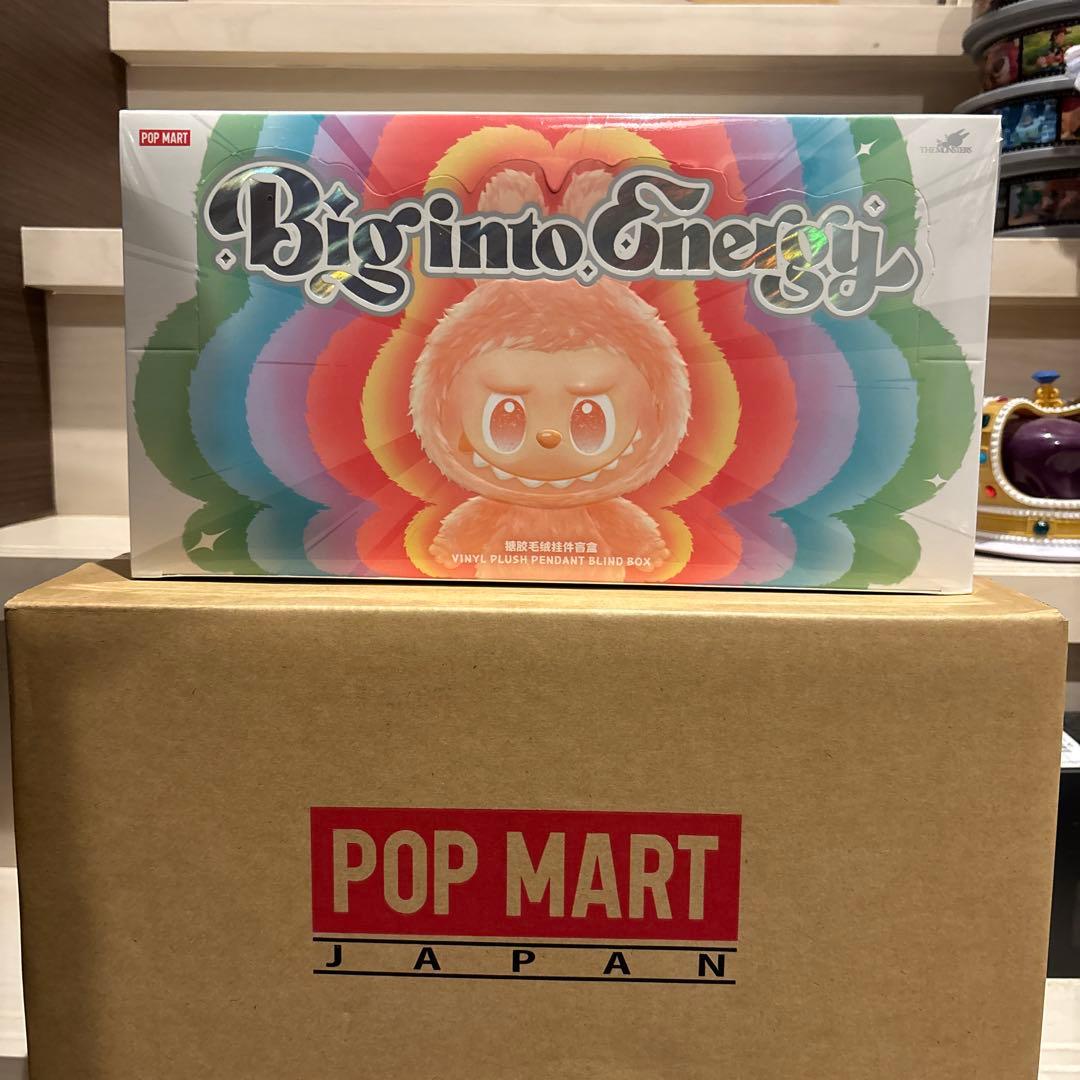 POP MART
THE MONSTERS
Big into Energy
搪胶毛绒挂件盲盒
VINYL PLUSH PENDANT BLIND BOX
POP MART
JAPAN